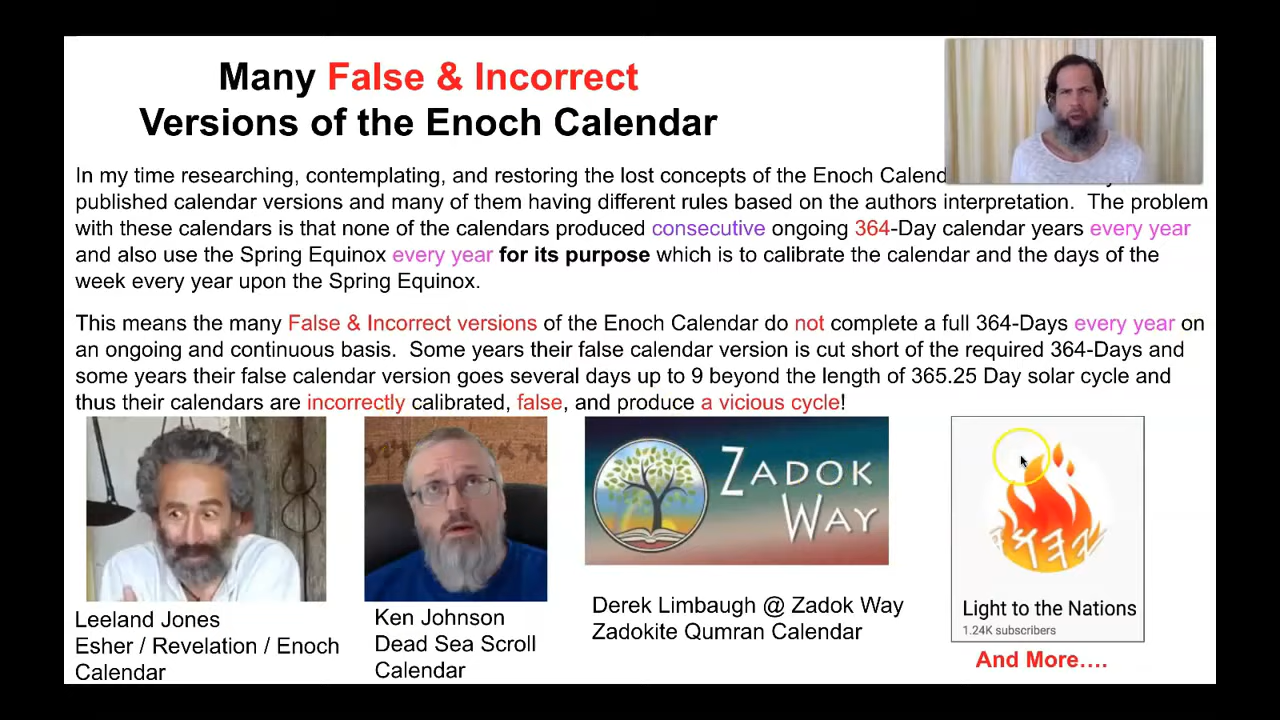 Many False & Incorrect
Versions of the Enoch Calendar
In my time researching, contemplating, and restoring the lost concepts of the Enoch
published calendar versions and many of them having different rules based on the authors interpretation. The problem
with these calendars is that none of the calendars produced consecutive ongoing 364-Day calendar years every year
and also use the Spring Equinox every year for its purpose which is to calibrate the calendar and the days of the
week every year upon the Spring Equinox.
This means the many False & Incorrect versions of the Enoch Calendar do not complete a full 364-Days every year on
an ongoing and continuous basis. Some years their false calendar version is cut short of the required 364-Days and
some years their false calendar version goes several days up to 9 beyond the length of 365.25 Day solar cycle and
thus their calendars are incorrectly calibrated, false, and produce a vicious cycle!
ZADOK
WAY
Leeland Jones
Esher / Revelation / Enoch
Calendar
Ken Johnson
Dead Sea Scroll
Calendar
Derek Limbaugh @ Zadok Way
Zadokite Qumran Calendar
Light to the Nations
1.24K subscribers
And More....